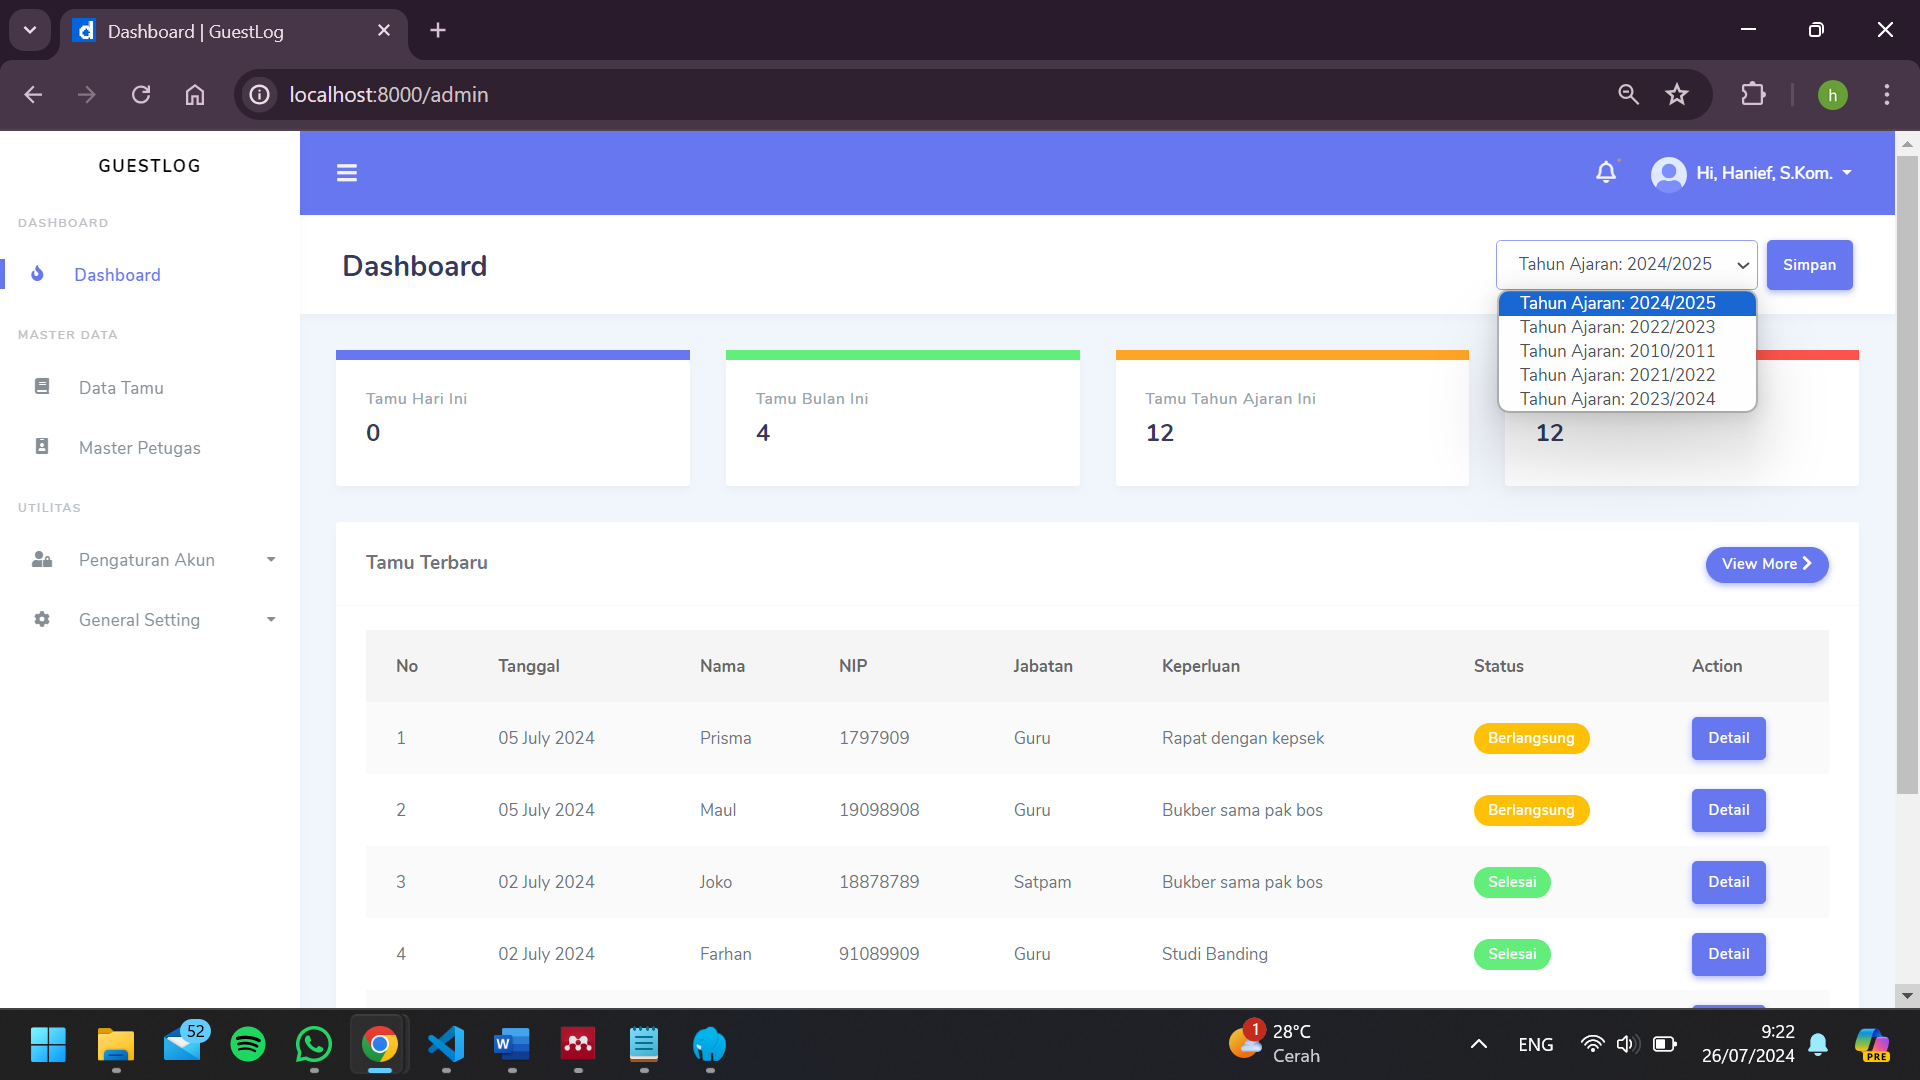 Dashboard | GuestLog
localhost:8000/admin
h
GUESTLOG
Hi, Hanief, S.Kom.
DASHBOARD
Dashboard
MASTER DATA
Data Tamu
Master Petugas
UTILITAS
Pengaturan Akun
General Setting
Dashboard
Tahun Ajaran: 2024/2025
Simpan
Tahun Ajaran: 2024/2025
Tahun Ajaran: 2022/2023
Tahun Ajaran: 2010/2011
Tahun Ajaran: 2021/2022
Tahun Ajaran: 2023/2024
Tamu Hari Ini
0
Tamu Bulan Ini
4
Tamu Tahun Ajaran Ini
12
12
Tamu Terbaru
View More
No Tanggal Nama NIP Jabatan Keperluan Status Action
1 05 July 2024 Prisma 1797909 Guru Rapat dengan kepsek Berlangsung Detail
2 05 July 2024 Maul 19098908 Guru Bukber sama pak bos Berlangsung Detail
3 02 July 2024 Joko 18878789 Satpam Bukber sama pak bos Selesai Detail
4 02 July 2024 Farhan 91089909 Guru Studi Banding Selesai Detail
52
W
1
28°C
Cerah
ENG
9:22
26/07/2024
PRE